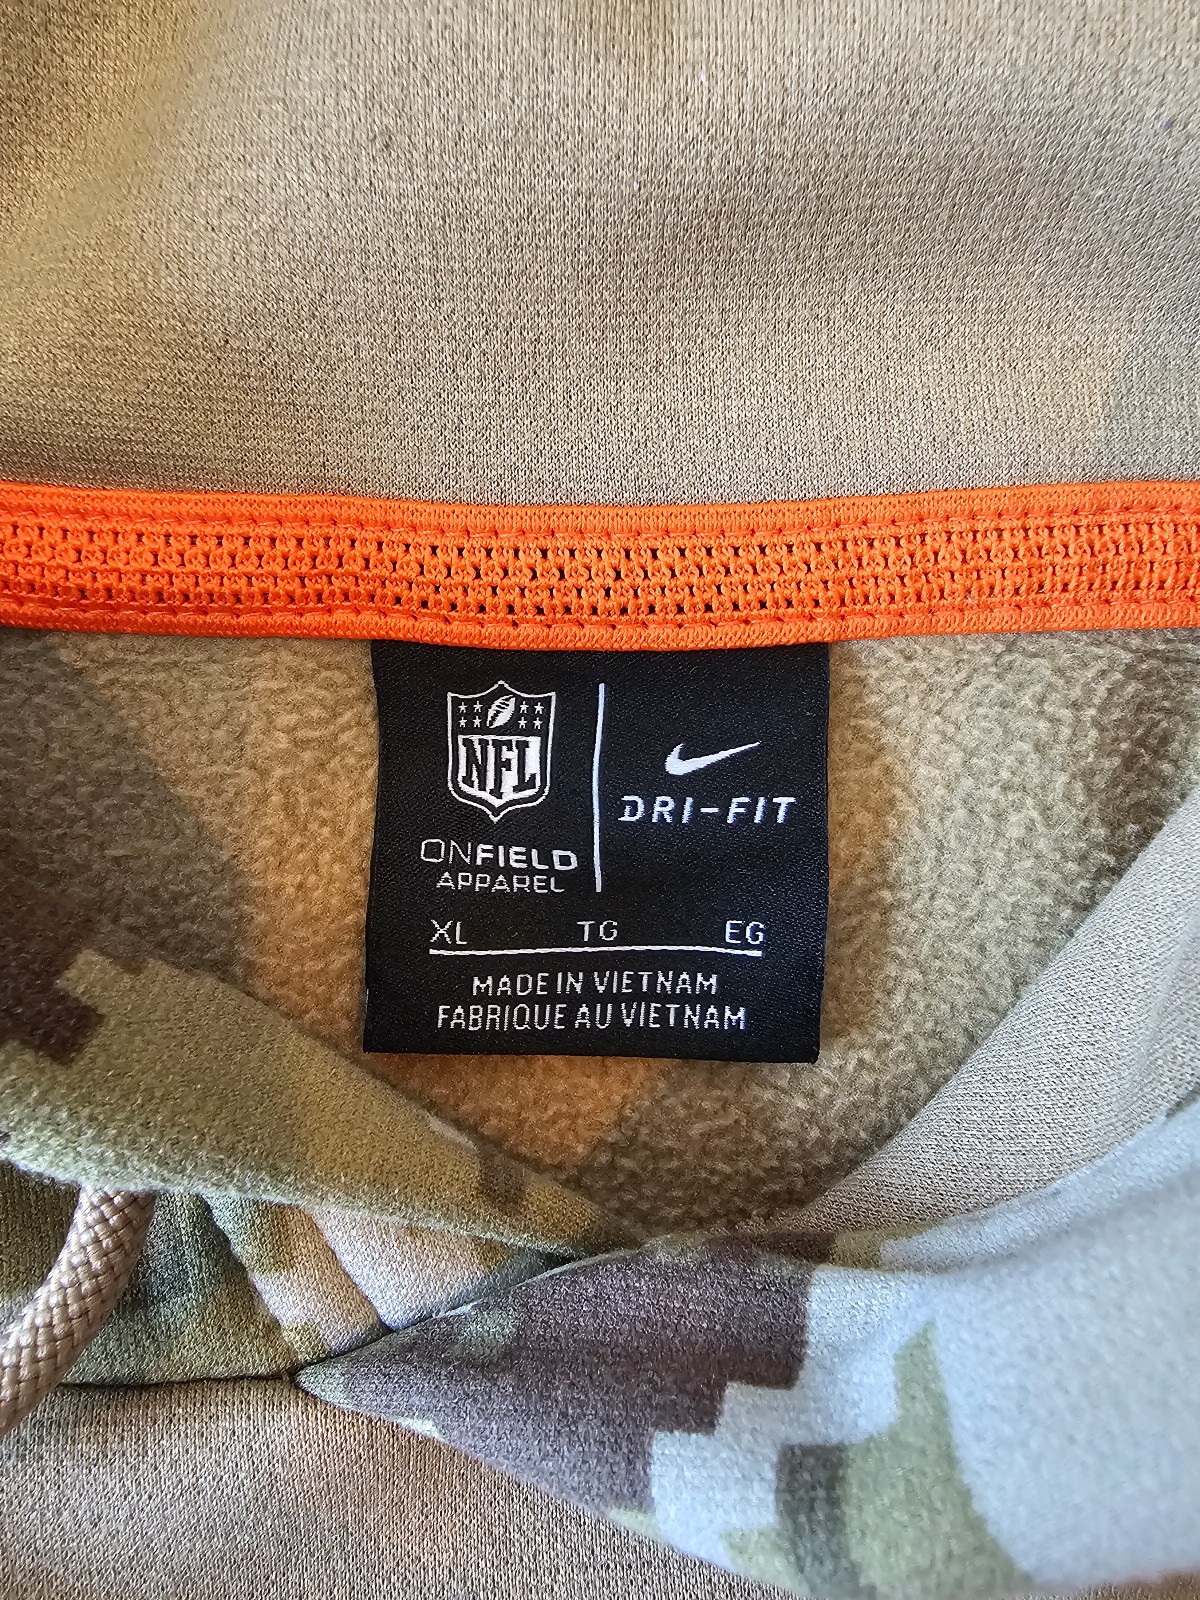 NFL
ONFIELD
APPAREL
DRI-FIT
XL TG EG
MADE IN VIETNAM
FABRIQUE AU VIETNAM